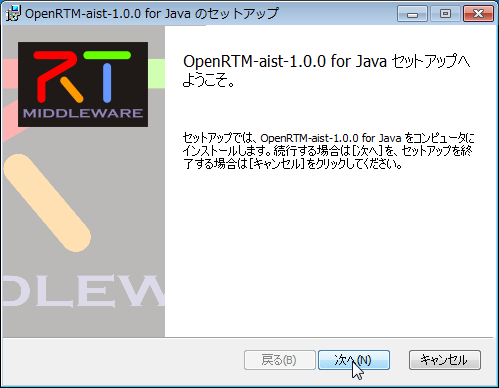 OpenRTM-aist-1.0.0 for Java のセットアップ
RT
MIDDLEWARE
OpenRTM-aist-1.0.0 for Java セットアップへ
ようこそ。
セットアップでは、OpenRTM-aist-1.0.0 for Java をコンピュータに
インストールします。続行する場合は[次へ]を、セットアップを終
了する場合は[キャンセル]をクリックしてください。
DLEW
戻る(B)
次へ(N)
キャンセル